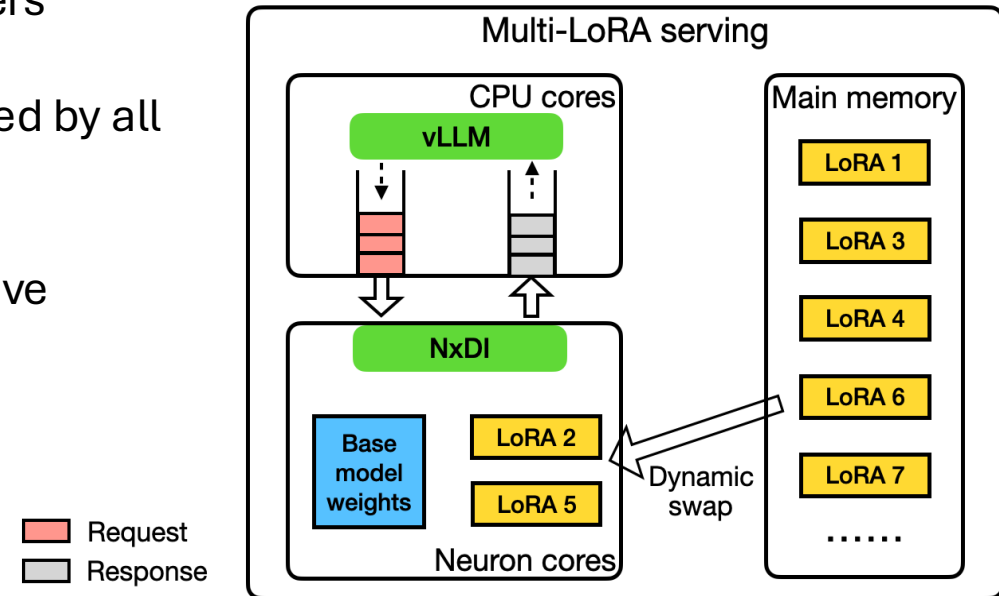 ers
ed by all
ve
Multi-LoRA serving
CPU cores
vLLM
NxDI
Base
model
weights
LoRA 2
LoRA 5
Neuron cores
Main memory
LoRA 1
LoRA 3
LoRA 4
LoRA 6
LoRA 7
......
Dynamic
swap
Request
Response